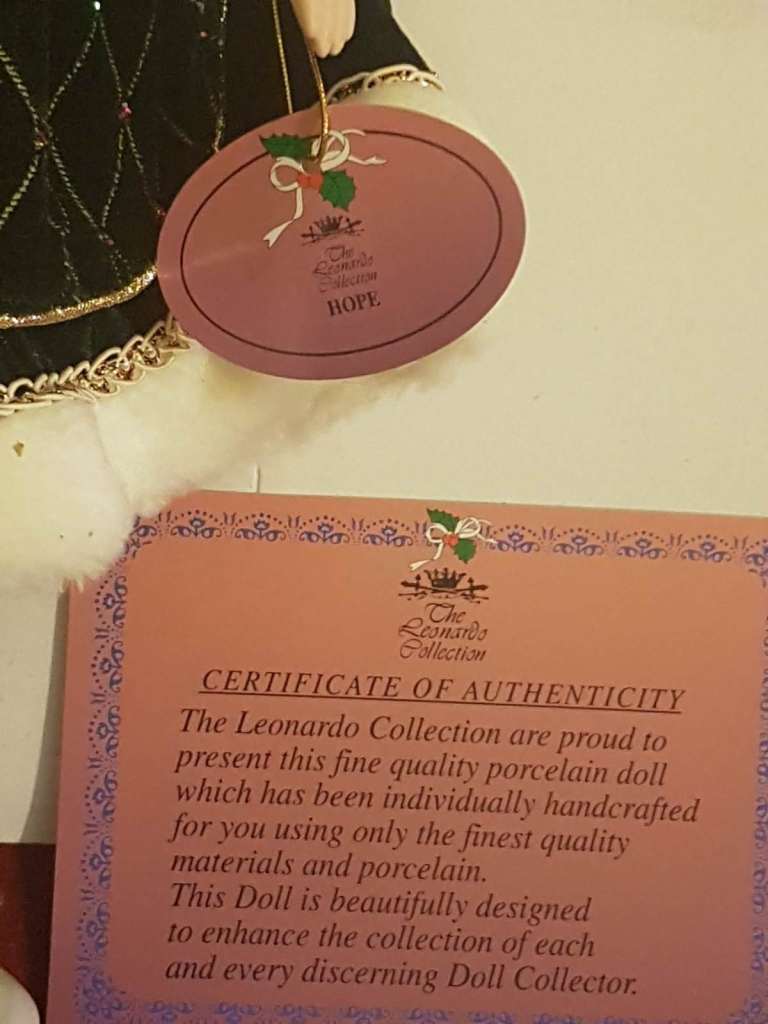 The
Leonardo
Collection
HOPE
The
Leonardo
Collection
CERTIFICATE OF AUTHENTICITY
The Leonardo Collection are proud to
present this fine quality porcelain doll
which has been individually handcrafted
for you using only the finest quality
materials and porcelain.
This Doll is beautifully designed
to enhance the collection of each
and every discerning Doll Collector.